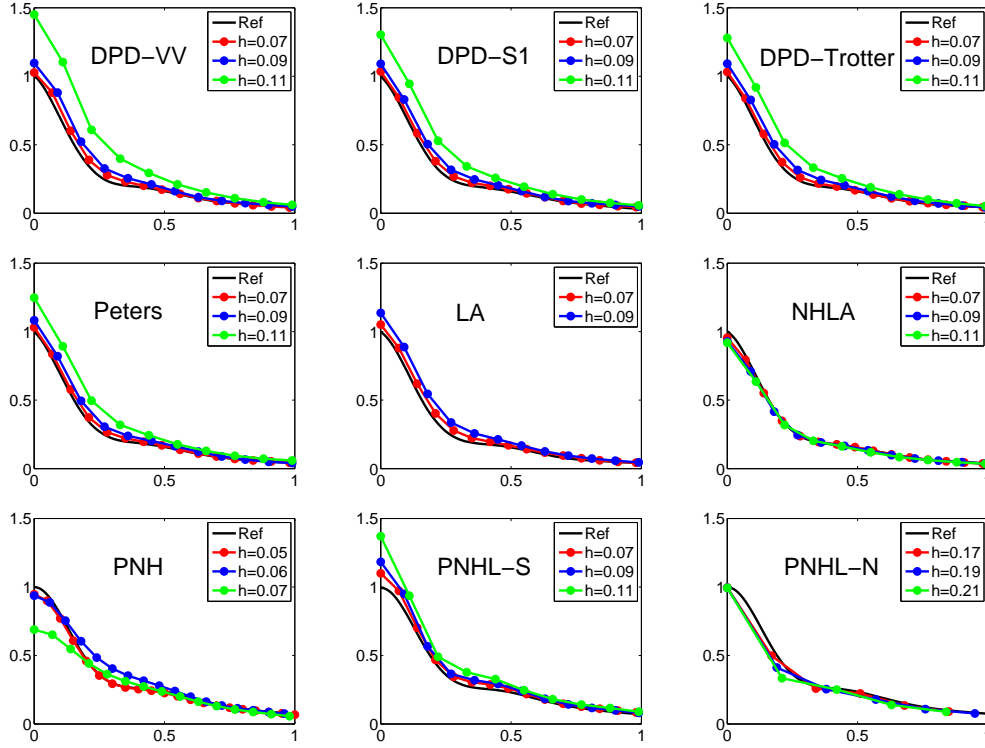 1.5
1
0.5
0
0
0.5
1
DPD−VV
Ref
h=0.07
h=0.09
h=0.11
1.5
1
0.5
0
0
0.5
1
DPD−S1
Ref
h=0.07
h=0.09
h=0.11
1.5
1
0.5
0
0
0.5
1
DPD−Trotter
Ref
h=0.07
h=0.09
h=0.11
1.5
1
0.5
0
0
0.5
1
Peters
Ref
h=0.07
h=0.09
h=0.11
1.5
1
0.5
0
0
0.5
1
LA
Ref
h=0.07
h=0.09
1.5
1
0.5
0
0
0.5
1
NHLA
Ref
h=0.07
h=0.09
h=0.11
1.5
1
0.5
0
0
0.5
1
PNH
Ref
h=0.05
h=0.06
h=0.07
1.5
1
0.5
0
0
0.5
1
PNHL−S
Ref
h=0.07
h=0.09
h=0.11
1.5
1
0.5
0
0
0.5
1
PNHL−N
Ref
h=0.17
h=0.19
h=0.21